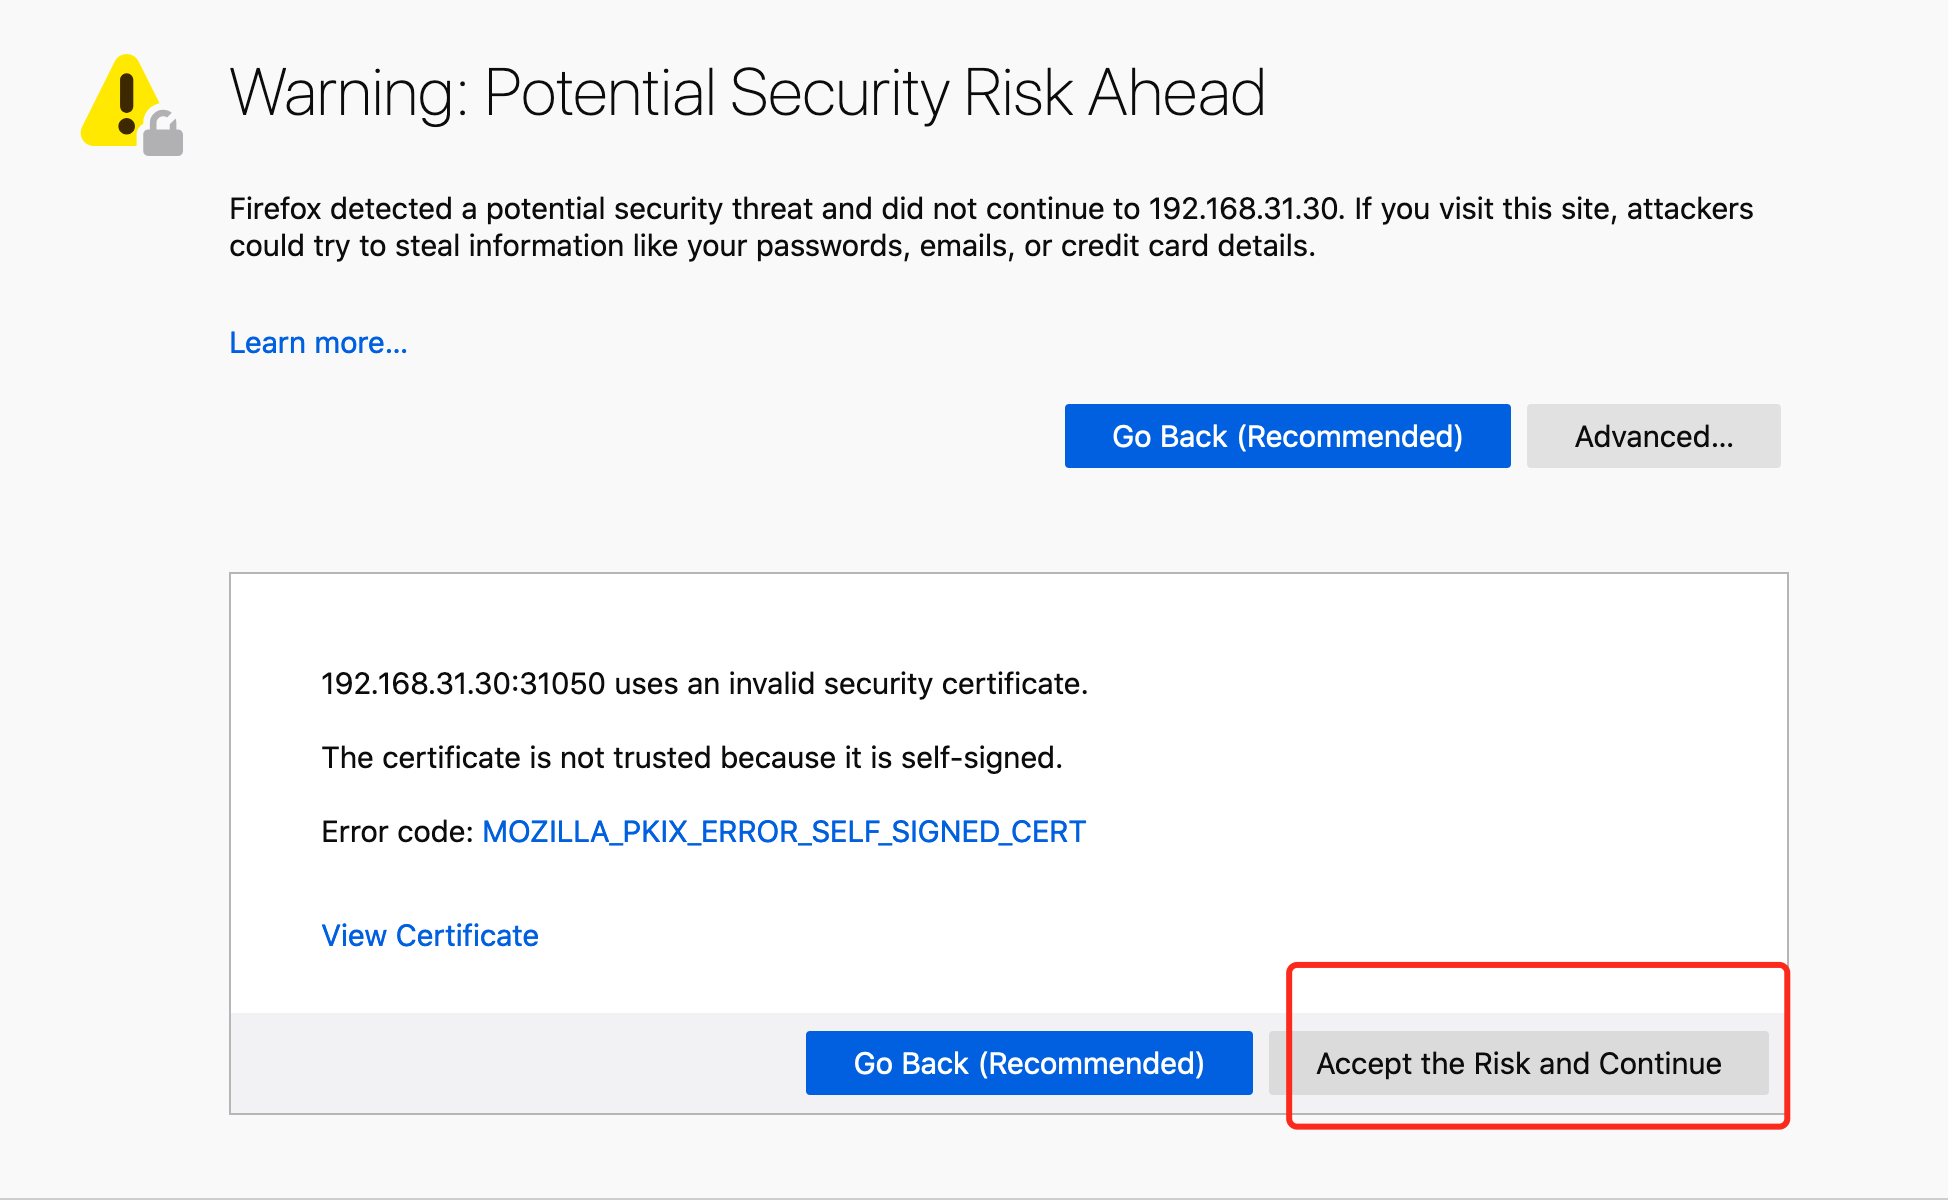 Warning: Potential Security Risk Ahead
Firefox detected a potential security threat and did not continue to 192.168.31.30. If you visit this site, attackers
could try to steal information like your passwords, emails, or credit card details.
Learn more...
Go Back (Recommended)
Advanced...
192.168.31.30:31050 uses an invalid security certificate.
The certificate is not trusted because it is self-signed.
Error code: MOZILLA_PKIX_ERROR_SELF_SIGNED_CERT
View Certificate
Go Back (Recommended)
Accept the Risk and Continue